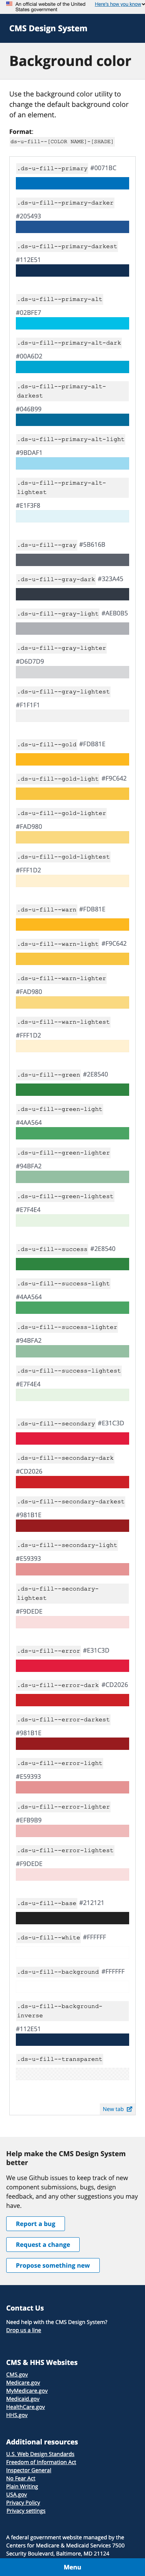 An official website of the United States government
Here's how you know
CMS Design System
Background color
Use the background color utility to
change the default background color
of an element.
Format:
ds-u-fill--[COLOR NAME]-[SHADE]
.ds-u-fill--primary #0071BC
.ds-u-fill--primary-darker
#205493
.ds-u-fill--primary-darkest
#112E51
.ds-u-fill--primary-alt
#02BFE7
.ds-u-fill--primary-alt-dark
#00A6D2
.ds-u-fill--primary-alt-
darkest
#046B99
.ds-u-fill--primary-alt-light
#9BDAF1
.ds-u-fill--primary-alt-
lightest
#E1F3F8
.ds-u-fill--gray #5B616B
.ds-u-fill--gray-dark #323A45
.ds-u-fill--gray-light #AEB0B5
.ds-u-fill--gray-lighter
#D6D7D9
.ds-u-fill--gray-lightest
#F1F1F1
.ds-u-fill--gold #FDB81E
.ds-u-fill--gold-light #F9C642
.ds-u-fill--gold-lighter
#FAD980
.ds-u-fill--gold-lightest
#FFF1D2
.ds-u-fill--warn #FDB81E
.ds-u-fill--warn-light #F9C642
.ds-u-fill--warn-lighter
#FAD980
.ds-u-fill--warn-lightest
#FFF1D2
.ds-u-fill--green #2E8540
.ds-u-fill--green-light
#4AA564
.ds-u-fill--green-lighter
#94BFA2
.ds-u-fill--green-lightest
#E7F4E4
.ds-u-fill--success #2E8540
.ds-u-fill--success-light
#4AA564
.ds-u-fill--success-lighter
#94BFA2
.ds-u-fill--success-lightest
#E7F4E4
.ds-u-fill--secondary #E31C3D
.ds-u-fill--secondary-dark
#CD2026
.ds-u-fill--secondary-darkest
#981B1E
.ds-u-fill--secondary-light
#E59393
.ds-u-fill--secondary-
lightest
#F9DEDE
.ds-u-fill--error #E31C3D
.ds-u-fill--error-dark #CD2026
.ds-u-fill--error-darkest
#981B1E
.ds-u-fill--error-light
#E59393
.ds-u-fill--error-lighter
#EFB9B9
.ds-u-fill--error-lightest
#F9DEDE
.ds-u-fill--base #212121
.ds-u-fill--white #FFFFFF
.ds-u-fill--background #FFFFFF
.ds-u-fill--background-
inverse
#112E51
.ds-u-fill--transparent
New tab
Help make the CMS Design System
better
We use Github issues to keep track of new
component submissions, bugs, design
feedback, and any other suggestions you may
have.
Report a bug
Request a change
Propose something new
Contact Us
Need help with the CMS Design System?
Drop us a line
CMS & HHS Websites
CMS.gov
Medicare.gov
MyMedicare.gov
Medicaid.gov
HealthCare.gov
HHS.gov
Additional resources
U.S. Web Design Standards
Freedom of Information Act
Inspector General
No Fear Act
Plain Writing
USA.gov
Privacy Policy
Privacy settings
A federal government website managed by the
Centers for Medicare & Medicaid Services 7500
Security Boulevard, Baltimore, MD 21124
Menu